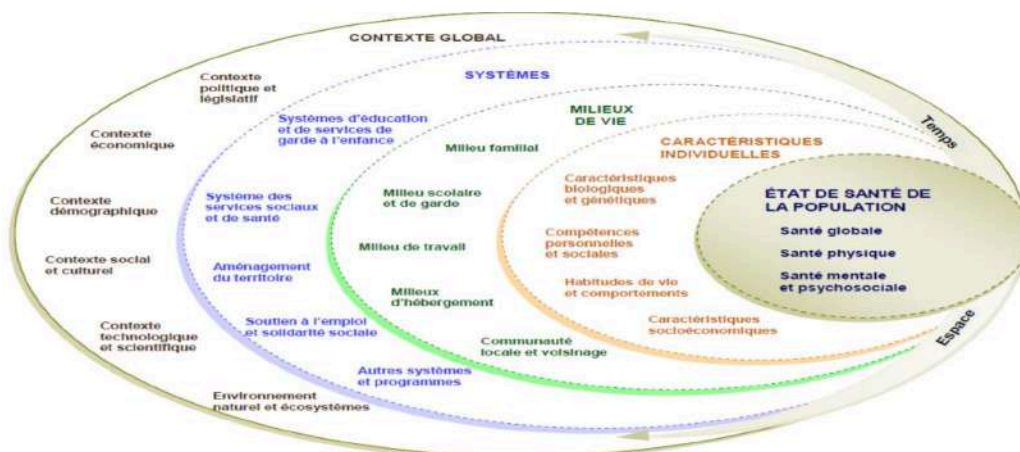 CONTEXTE GLOBAL
Contexte
politique et
législatif
Contexte
économique
Contexte
démographique
Contexte social
et culturel
Contexte
technologique
et scientifique
Environnement
naturel et écosystèmes
SYSTÈMES
Systèmes d'éducation
et de services de
garde à l'enfance
Système des
services sociaux
et de santé
Aménagement
du territoire
Soutien à l'emploi
et solidarité sociale
Autres systèmes
et programmes
MILIEUX
DE VIE
Milieu familial
Milieu scolaire
et de garde
Milieu de travail
Milieux
d'hébergement
Communauté
locale et voisinage
CARACTÉRISTIQUES
INDIVIDUELLES
Caractéristiques
biologiques
et génétiques
Compétences
personnelles
et sociales
Habitudes de vie
et comportements
Caractéristiques
socioéconomiques
ÉTAT DE SANTÉ DE
LA POPULATION
Santé globale
Santé physique
Santé mentale
et psychosociale
Temps
Espace